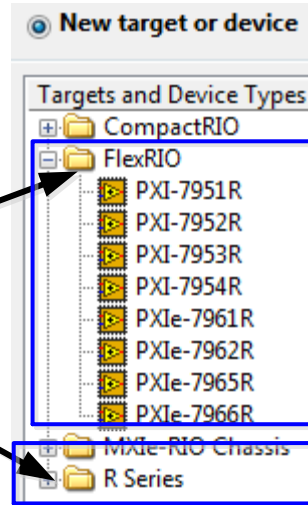 New target or device
Targets and Device Types
CompactRIO
FlexRIO
PXI-7951R
PXI-7952R
PXI-7953R
PXI-7954R
PXIe-7961R
PXIe-7962R
PXIe-7965R
PXIe-7966R
MXIe-RIO Chassis
R Series